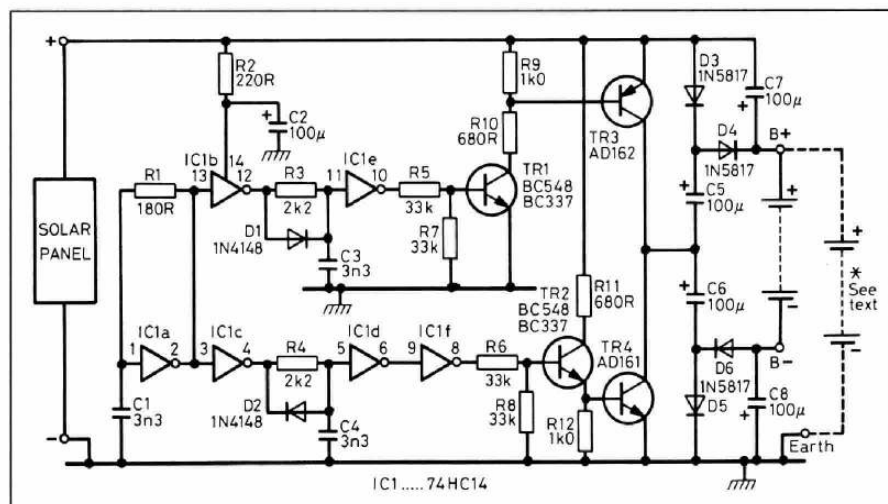 +
R2
220R
C2
100µ
+
IC1b
14
13
12
R1
180R
R3
2k2
D1
1N4148
C3
3n3
IC1e
11
10
R5
33k
R7
33k
R9
1k0
R10
680R
TR1
BC548
BC337
TR3
AD162
D3
1N5817
C7
100µ
+
D4
1N5817
B+
C5
100µ
+
SOLAR
PANEL
IC1a
1
2
C1
3n3
IC1c
3
4
R4
2k2
D2
1N4148
C4
3n3
IC1d
5
6
IC1f
9
8
R6
33k
R8
33k
TR2
BC548
BC337
R11
680R
TR4
AD161
R12
1k0
C6
100µ
+
D6
1N5817
D5
C8
100µ
+
B-
+
-
+
*
See
text
-
Earth
-
IC1.....74HC14